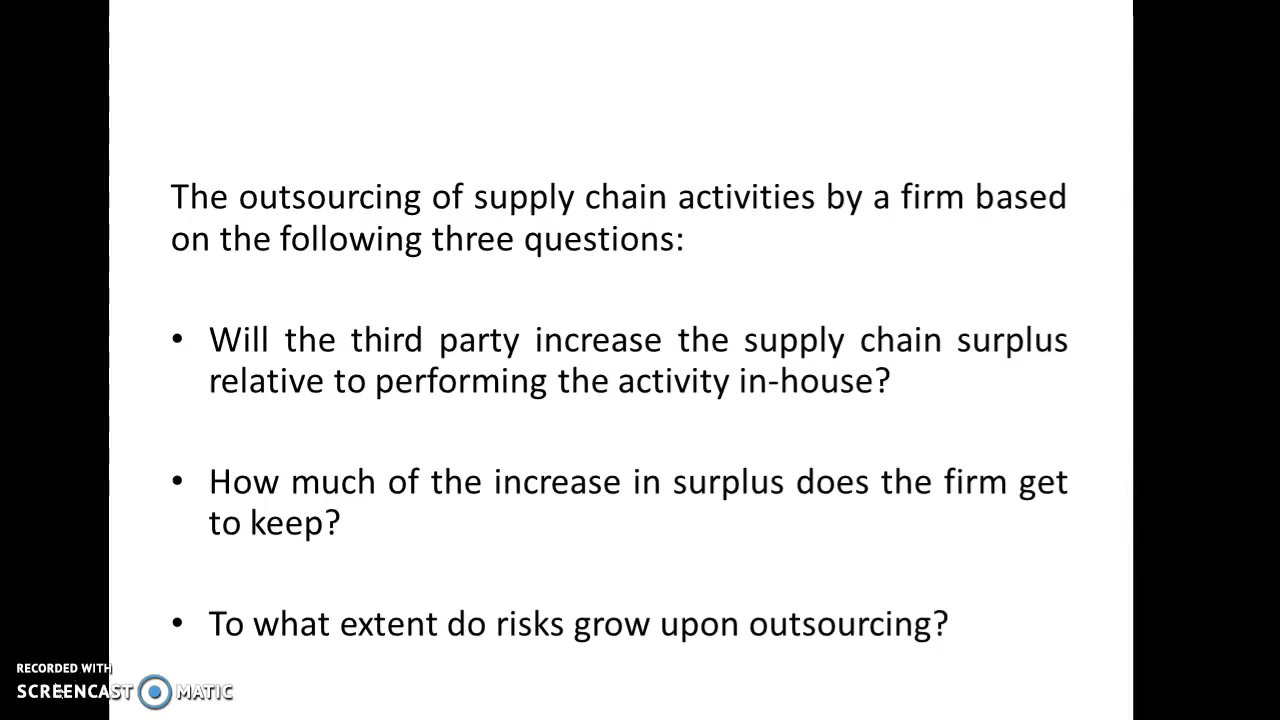 The outsourcing of supply chain activities by a firm based
on the following three questions:
• Will the third party increase the supply chain surplus
relative to performing the activity in-house?
• How much of the increase in surplus does the firm get
to keep?
• To what extent do risks grow upon outsourcing?
RECORDED WITH
SCREENCAST MATIC